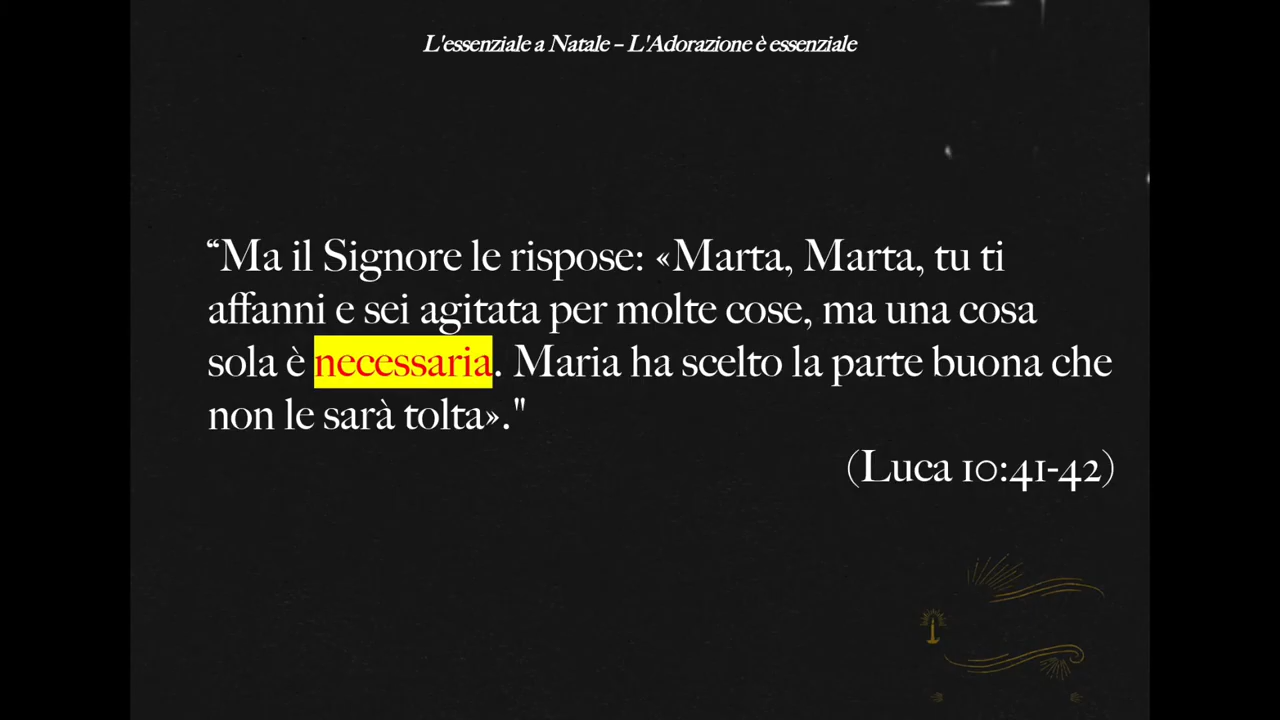 L'essenziale a Natale – L'Adorazione è essenziale
“Ma il Signore le rispose: «Marta, Marta, tu ti
affanni e sei agitata per molte cose, ma una cosa
sola è necessaria. Maria ha scelto la parte buona che
non le sarà tolta»."
(Luca 10:41-42)